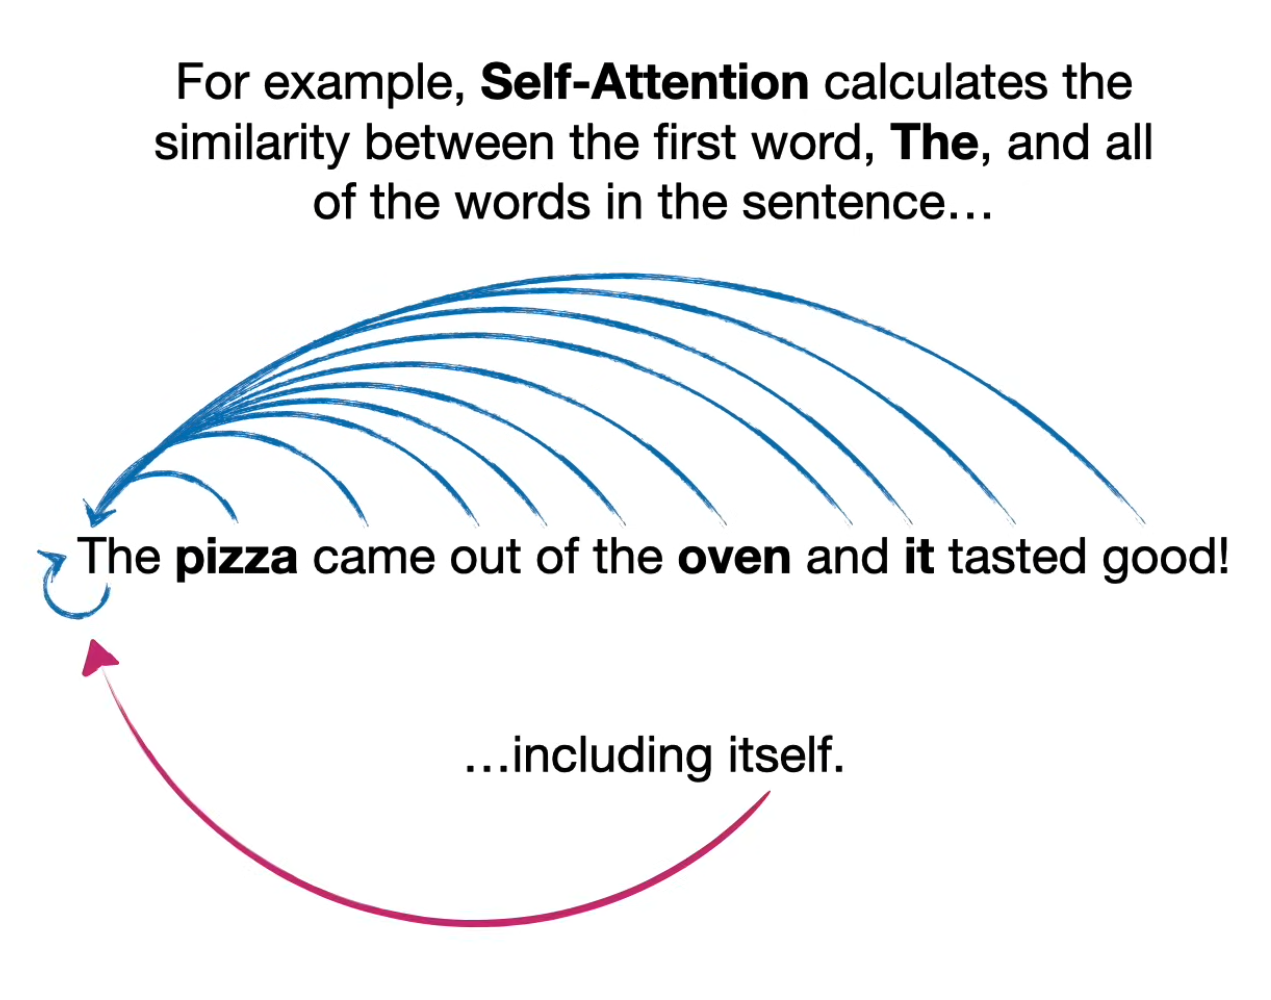 For example, Self-Attention calculates the
similarity between the first word, The, and all
of the words in the sentence…
The pizza came out of the oven and it tasted good!
…including itself.